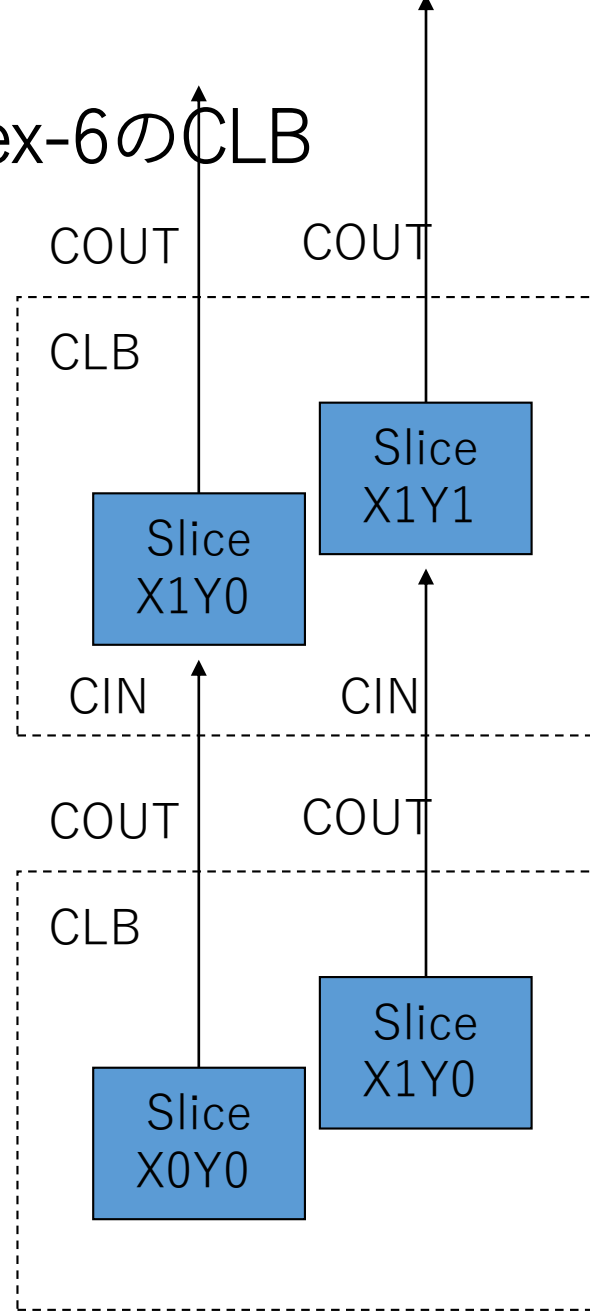 ex-6のCLB
COUT
COUT
CLB
Slice
X1Y1
Slice
X1Y0
CIN
CIN
COUT
COUT
CLB
Slice
X1Y0
Slice
X0Y0